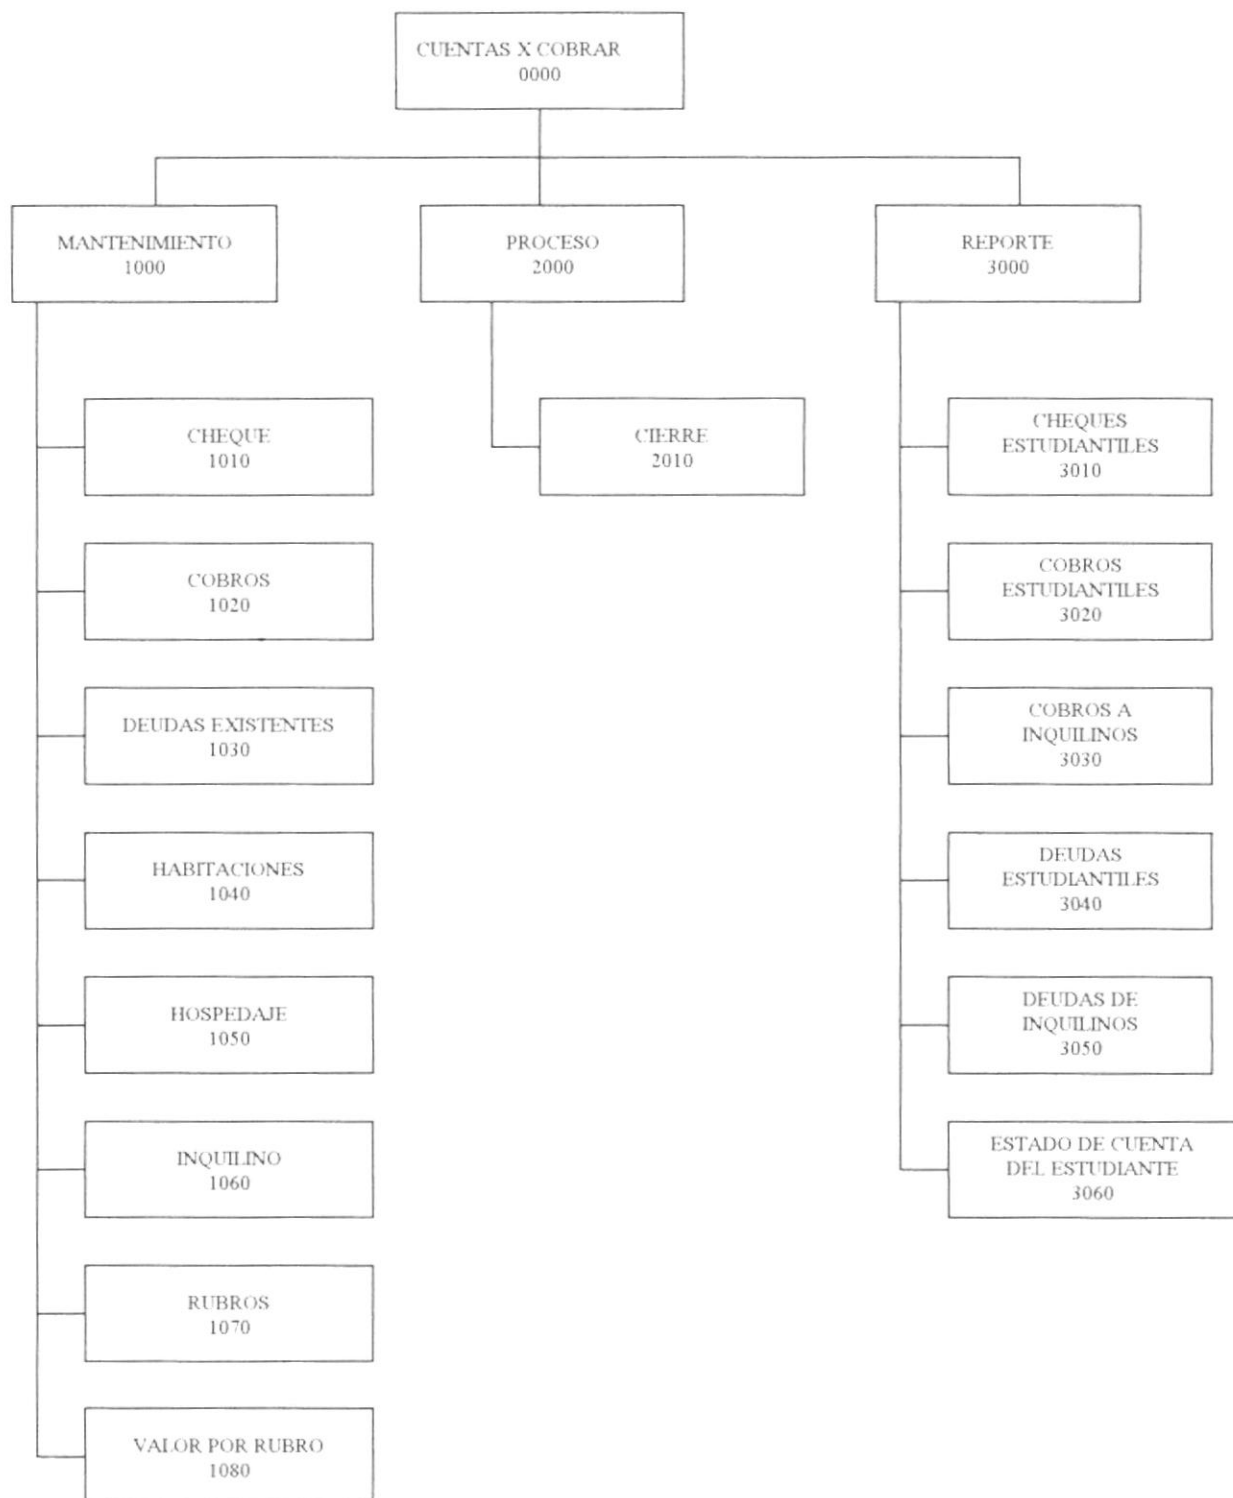 CUENTAS X COBRAR
0000
MANTENIMIENTO
1000
PROCESO
2000
REPORTE
3000
CHEQUE
1010
COBROS
1020
DEUDAS EXISTENTES
1030
HABITACIONES
1040
HOSPEDAJE
1050
INQUILINO
1060
RUBROS
1070
VALOR POR RUBRO
1080
CIERRE
2010
CHEQUES
ESTUDIANTILES
3010
COBROS
ESTUDIANTILES
3020
COBROS A
INQUILINOS
3030
DEUDAS
ESTUDIANTILES
3040
DEUDAS DE
INQUILINOS
3050
ESTADO DE CUENTA
DEL ESTUDIANTE
3060